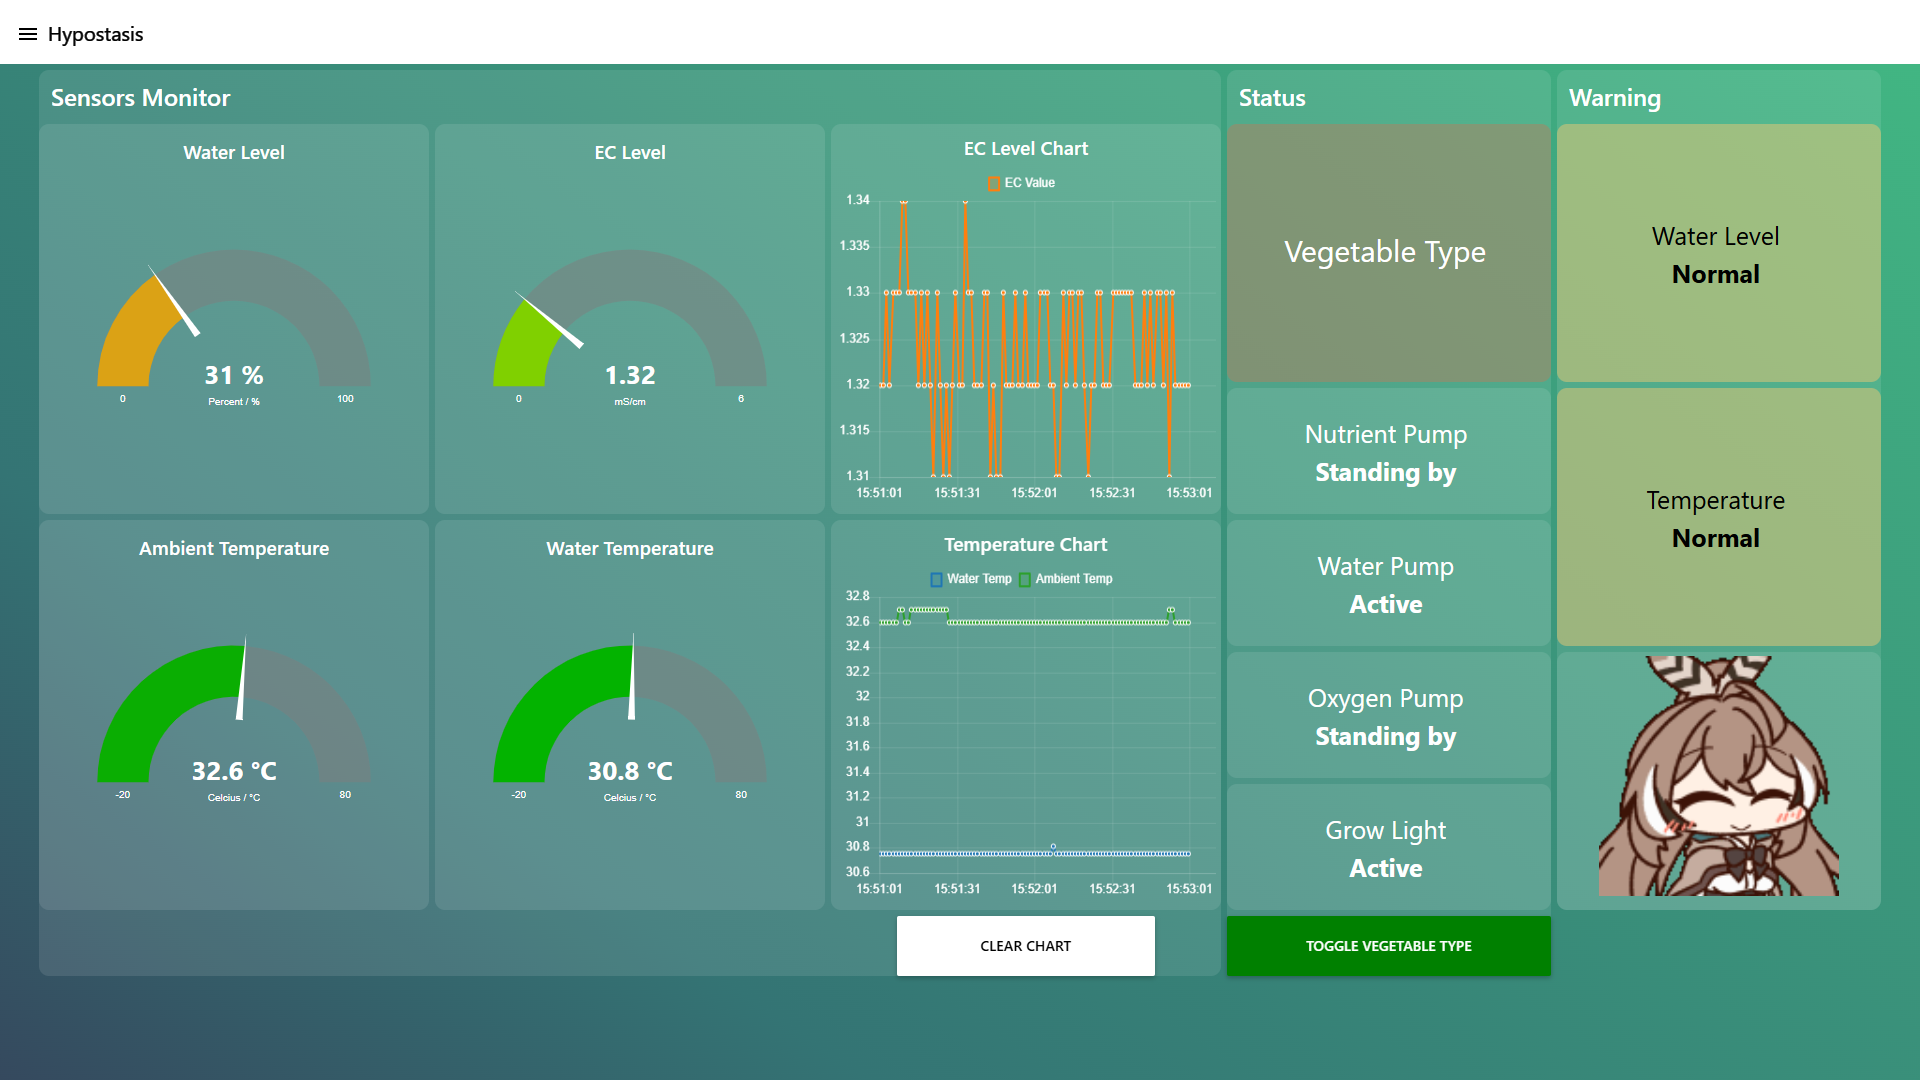 Hypostasis
Sensors Monitor
Water Level
31 %
Percent / %
0
100
EC Level
1.32
mS/cm
0
6
EC Level Chart
EC Value
1.34
1.335
1.33
1.325
1.32
1.315
1.31
15:51:01
15:51:31
15:52:01
15:52:31
15:53:01
Ambient Temperature
32.6 °C
Celcius / °C
-20
80
Water Temperature
30.8 °C
Celcius / °C
-20
80
Temperature Chart
Water Temp
Ambient Temp
32.8
32.6
32.4
32.2
32
31.8
31.6
31.4
31.2
31
30.8
30.6
15:51:01
15:51:31
15:52:01
15:52:31
15:53:01
CLEAR CHART
Status
Vegetable Type
Nutrient Pump
Standing by
Water Pump
Active
Oxygen Pump
Standing by
Grow Light
Active
TOGGLE VEGETABLE TYPE
Warning
Water Level
Normal
Temperature
Normal